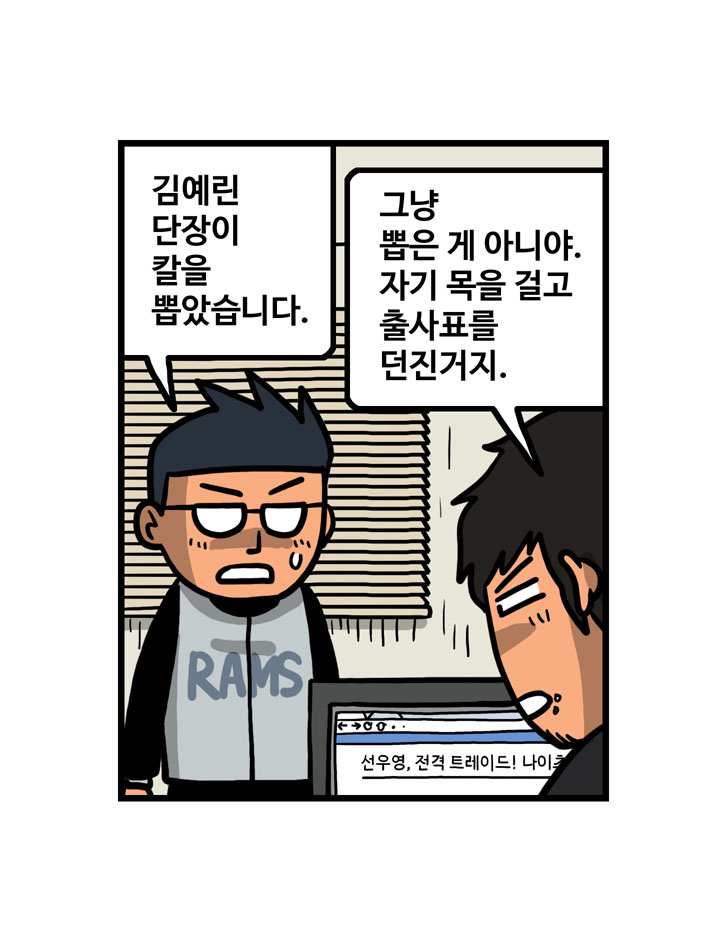 김예린
단장이
칼을
뽑았습니다.
그냥
뽑은 게 아니야.
자기 목을 걸고
출사표를
던진거지.
RAMS
선우영, 전격 트레이드! 나이츠